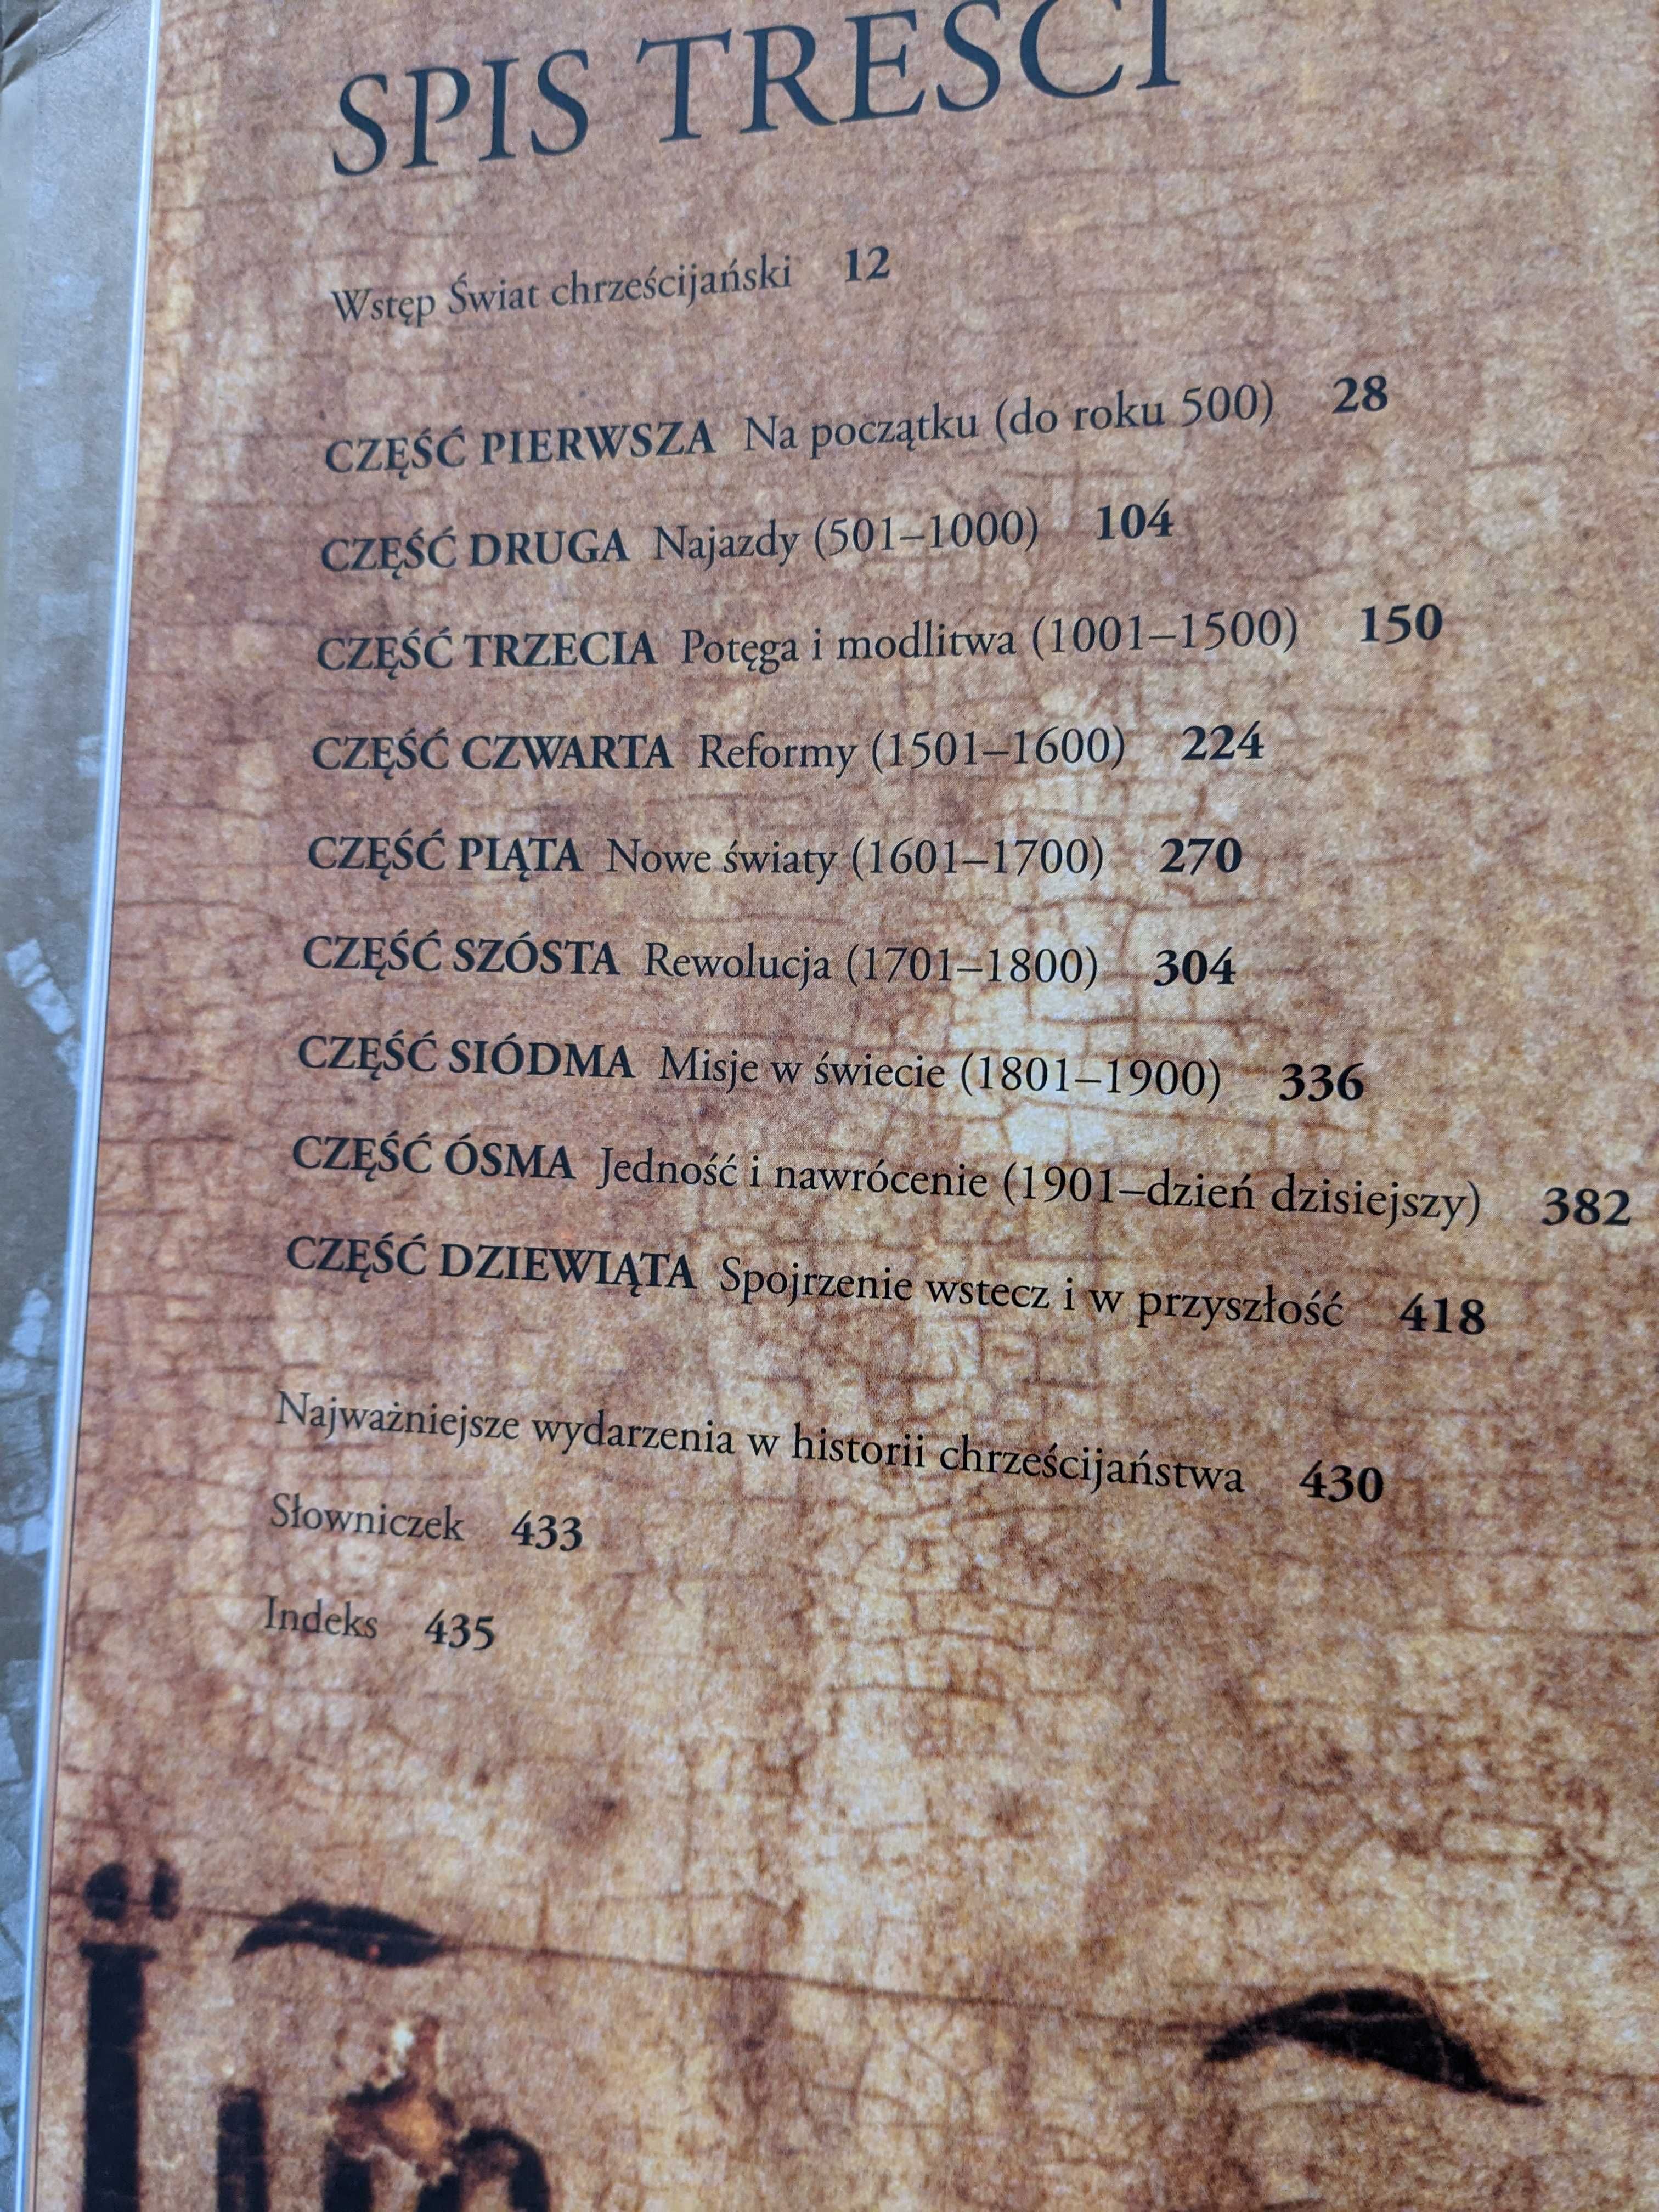 SPIS TREŚCI
Wstęp Świat chrześcijański 12
CZĘŚĆ PIERWSZA Na początku (do roku 500) 28
CZĘŚĆ DRUGA Najazdy (501–1000) 104
CZĘŚĆ TRZECIA Potęga i modlitwa (1001–1500) 150
CZĘŚĆ CZWARTA Reformy (1501–1600) 224
CZĘŚĆ PIĄTA Nowe światy (1601–1700) 270
CZĘŚĆ SZÓSTA Rewolucja (1701–1800) 304
CZĘŚĆ SIÓDMA Misje w świecie (1801–1900) 336
CZĘŚĆ ÓSMA Jedność i nawrócenie (1901–dzień dzisiejszy) 382
CZĘŚĆ DZIEWIĄTA Spojrzenie wstecz i w przyszłość 418
Najważniejsze wydarzenia w historii chrześcijaństwa 430
Słowniczek 433
Indeks 435